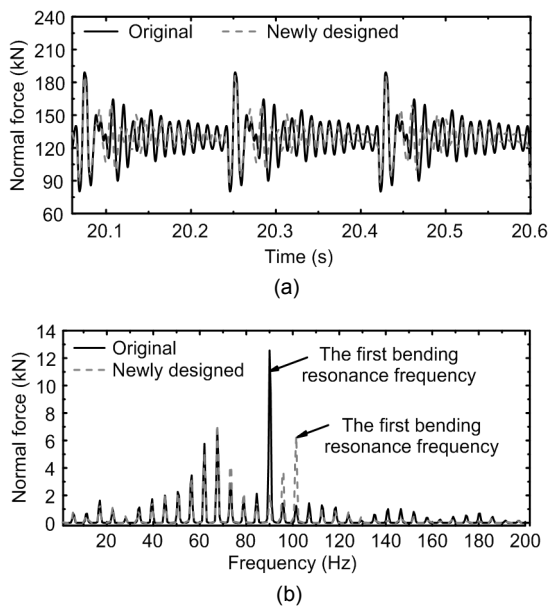 Original
Newly designed
Normal force (kN)
240
210
180
150
120
90
60
20.1 20.2 20.3 20.4 20.5 20.6
Time (s)
(a)
Original
Newly designed
The first bending
resonance frequency
The first bending
resonance frequency
Normal force (kN)
14
12
10
8
6
4
2
0
20 40 60 80 100 120 140 160 180 200
Frequency (Hz)
(b)